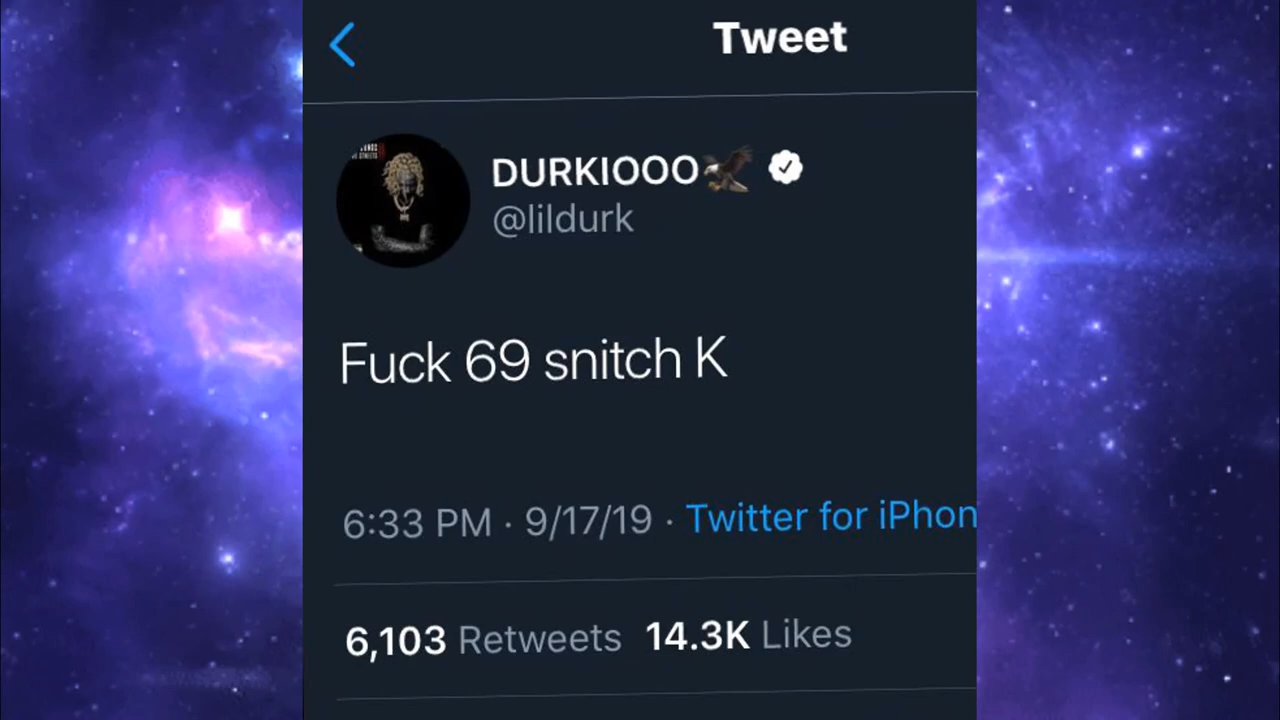 Tweet
DURKIOOO🦅
@lildurk
Fuck 69 snitch K
6:33 PM · 9/17/19 · Twitter for iPhon
6,103 Retweets 14.3K Likes